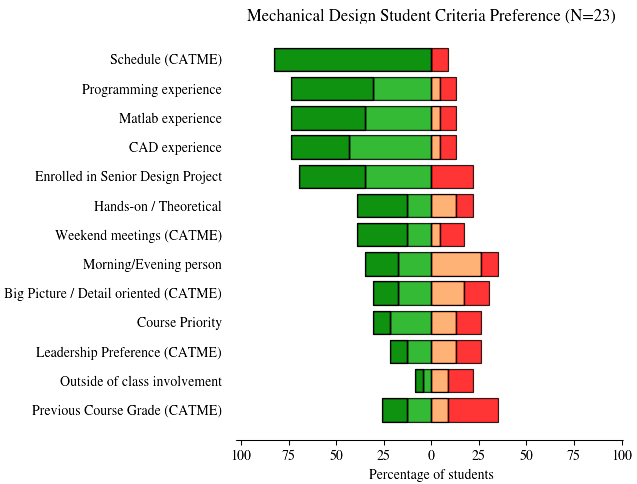 Mechanical Design Student Criteria Preference (N=23)
Schedule (CATME)
Programming experience
Matlab experience
CAD experience
Enrolled in Senior Design Project
Hands-on / Theoretical
Weekend meetings (CATME)
Morning/Evening person
Big Picture / Detail oriented (CATME)
Course Priority
Leadership Preference (CATME)
Outside of class involvement
Previous Course Grade (CATME)
100 75 50 25 0 25 50 75 100
Percentage of students